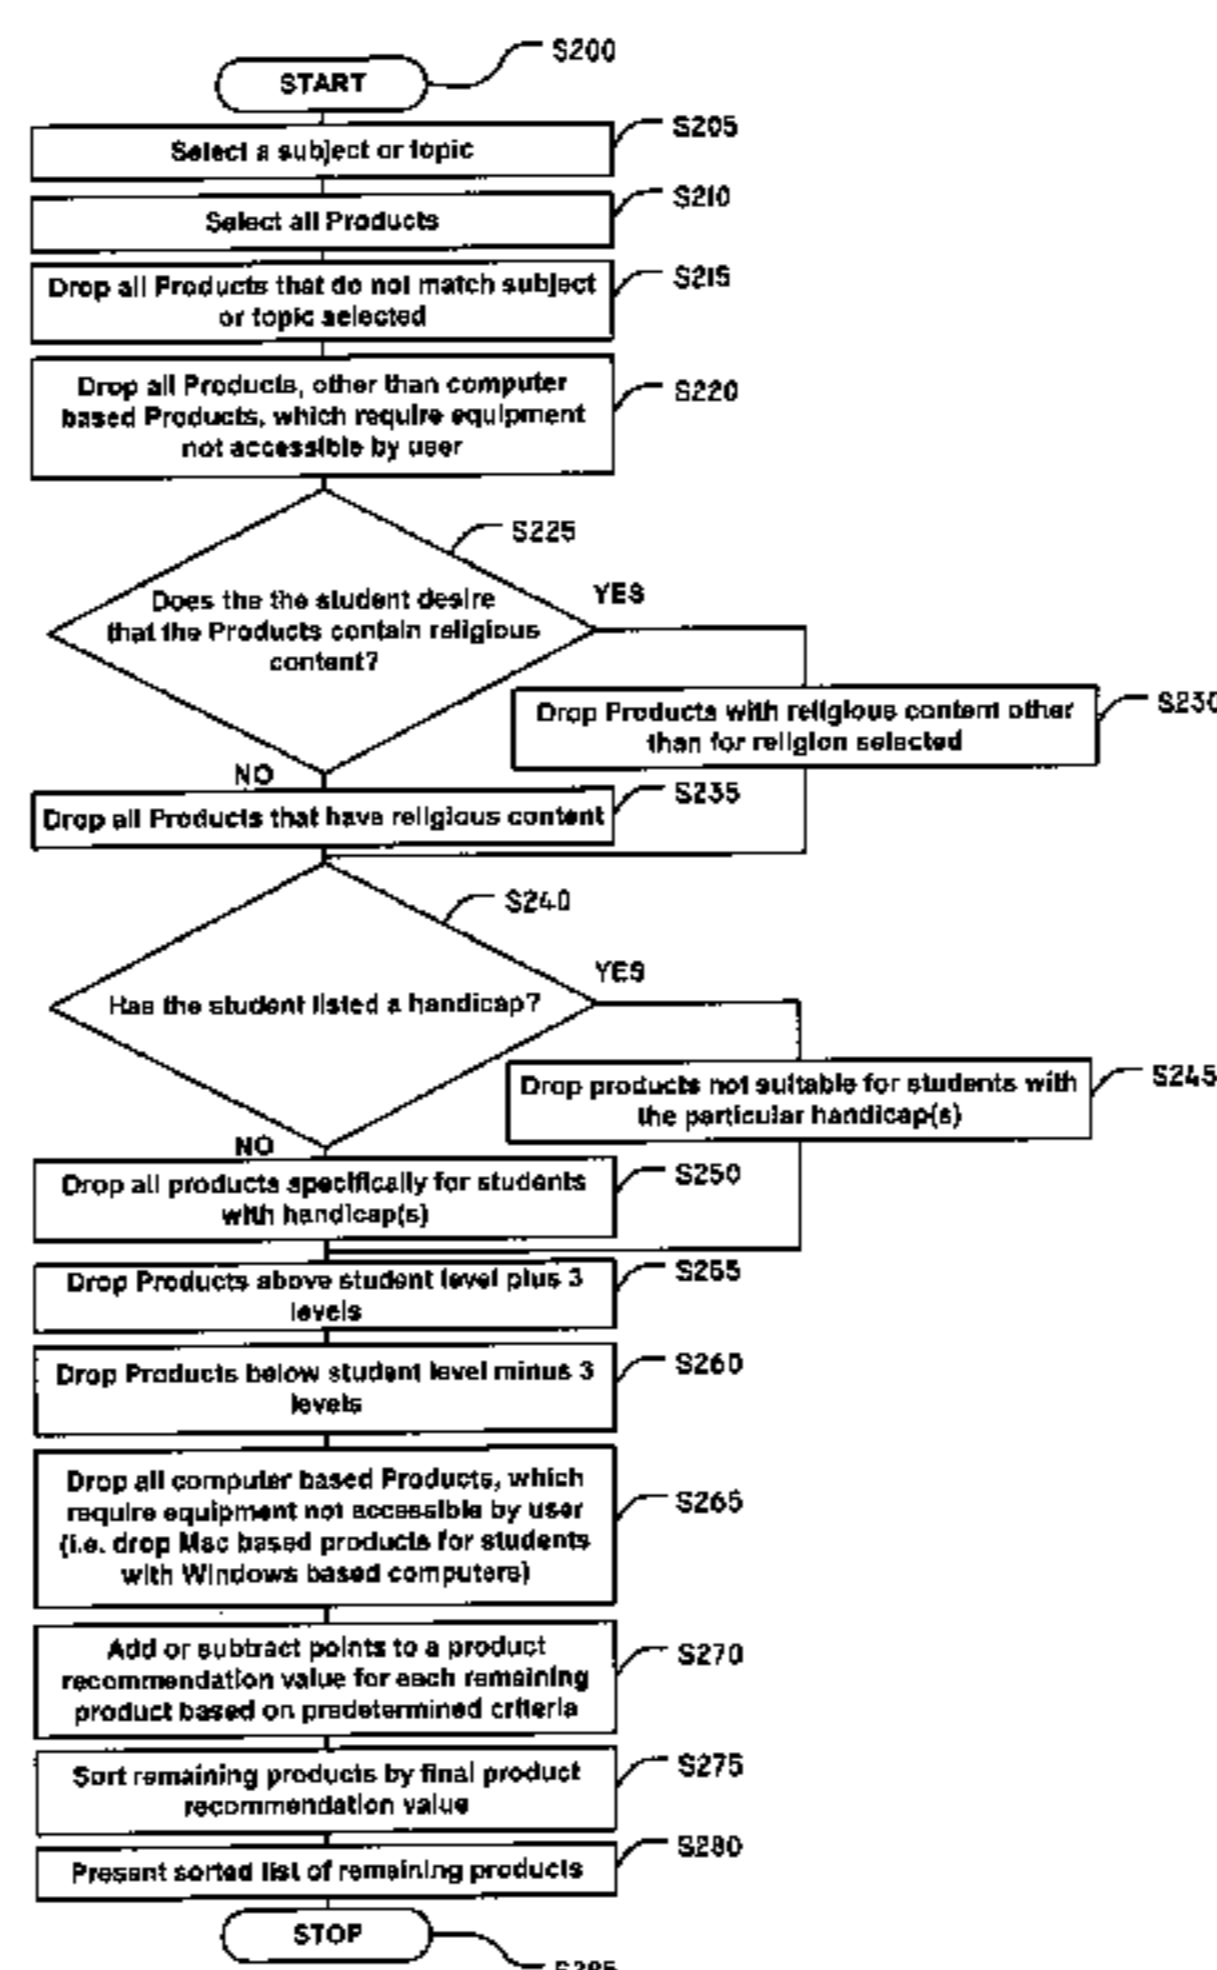 START
S200
Select a subject or topic
S205
Select all Products
S210
Drop all Products that do not match subject
or topic selected
S215
Drop all Products, other than computer
based Products, which require equipment
not accessible by user
S220
S225
Does the the student desire
that the Products contain religious
content?
YES
Drop Products with religious content other
than for religion selected
S230
NO
Drop all Products that have religious content
S235
S240
Has the student listed a handicap?
YES
Drop products not suitable for students with
the particular handicap(s)
S245
NO
Drop all products specifically for students
with handicap(s)
S250
Drop Products above student level plus 3
levels
S255
Drop Products below student level minus 3
levels
S260
Drop all computer based Products, which
require equipment not accessible by user
(i.e. drop Mac based products for students
with Windows based computers)
S265
Add or subtract points to a product
recommendation value for each remaining
product based on predetermined criteria
S270
Sort remaining products by final product
recommendation value
S275
Present sorted list of remaining products
S280
STOP